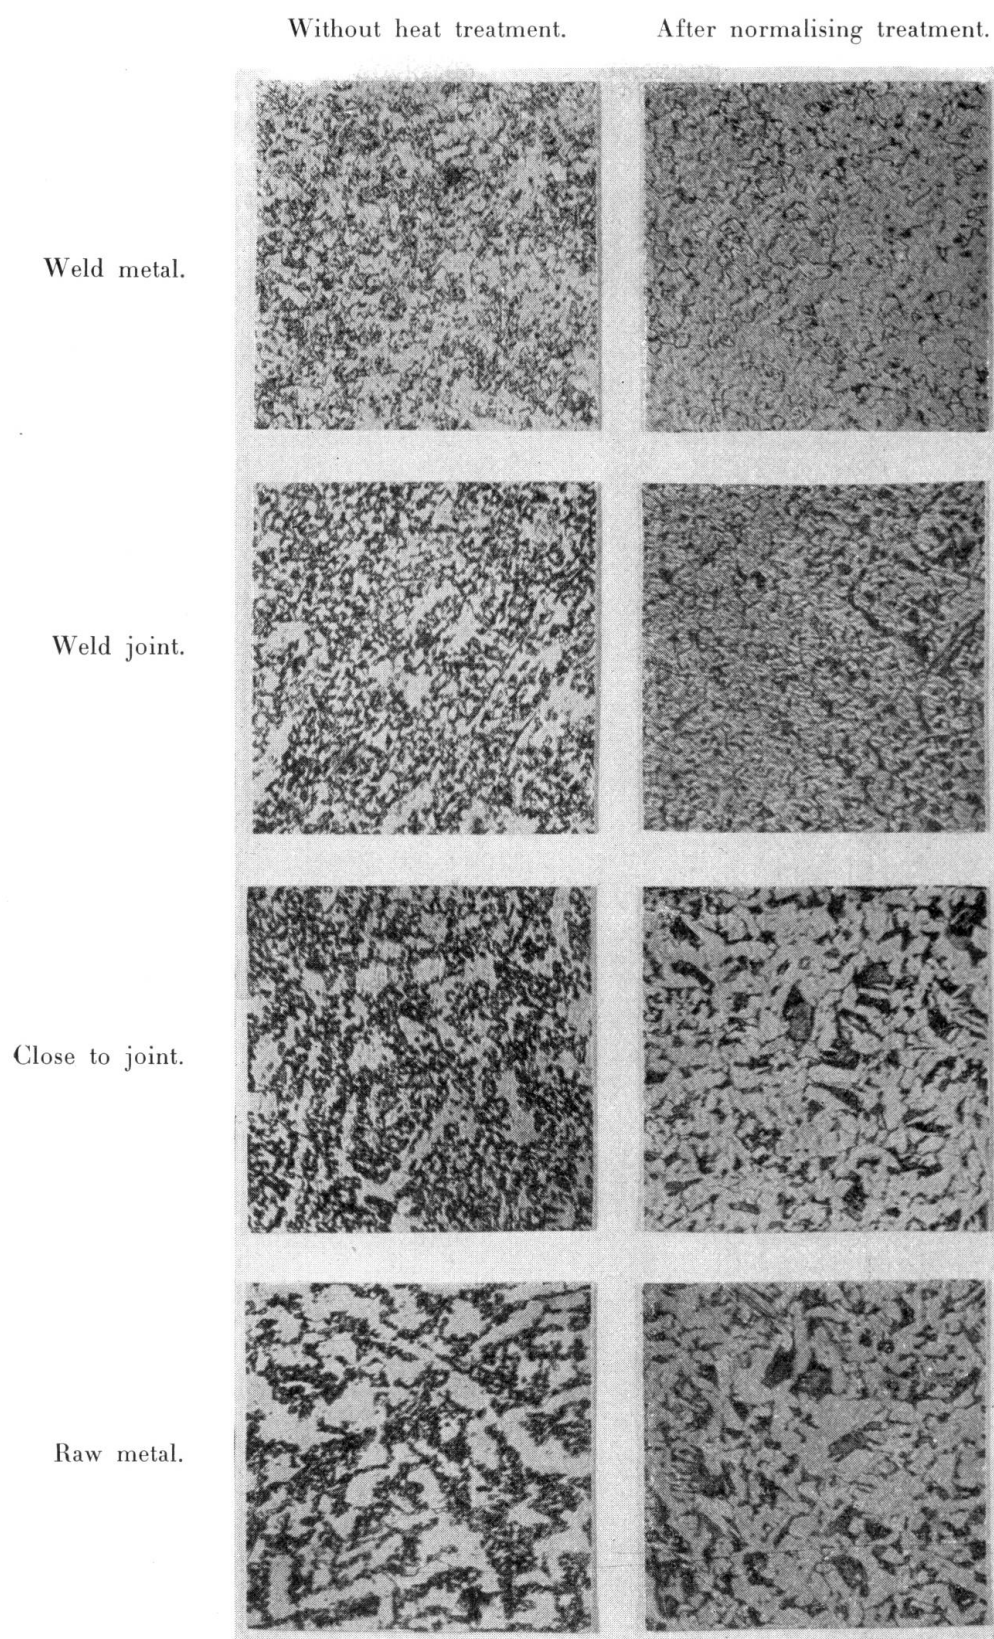 Without heat treatment. After normalising treatment.
Weld metal.
Weld joint.
Close to joint.
Raw metal.